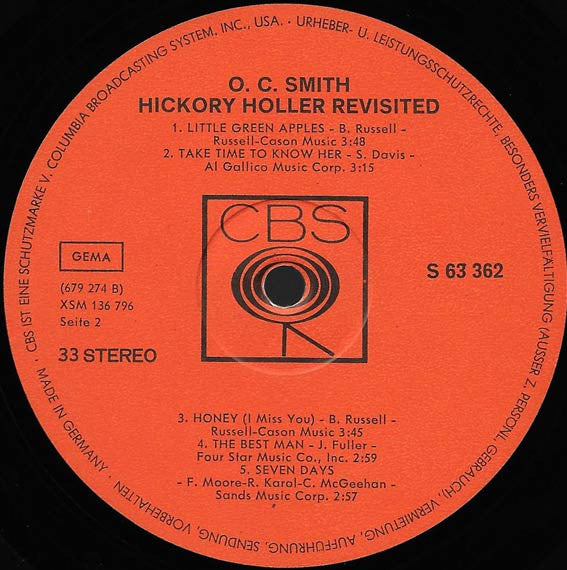 CBS IST EINE SCHUTZMARKE V. COLUMBIA BROADCASTING SYSTEM, INC., USA. · URHEBER- U. LEISTUNGSSCHUTZRECHTE, BESONDERS VERVIELFÄLTIGUNG (AUSSER Z. PERSÖNL. GEBRAUCH), VERMIETUNG, AUFFÜHRUNG, SENDUNG, VORBEHALTEN · MADE IN GERMANY ·
O. C. SMITH
HICKORY HOLLER REVISITED
1. LITTLE GREEN APPLES - B. Russell -
Russell-Cason Music 3:48
2. TAKE TIME TO KNOW HER - S. Davis -
Al Gallico Music Corp. 3:15
CBS
GEMA
(679 274 B)
XSM 136 796
Seite 2
33 STEREO
S 63 362
3. HONEY (I Miss You) - B. Russell -
Russell-Cason Music 3:45
4. THE BEST MAN - J. Fuller -
Four Star Music Co., Inc. 2:59
5. SEVEN DAYS
- F. Moore-R. Karol-C. McGeehan -
Sands Music Corp. 2:57